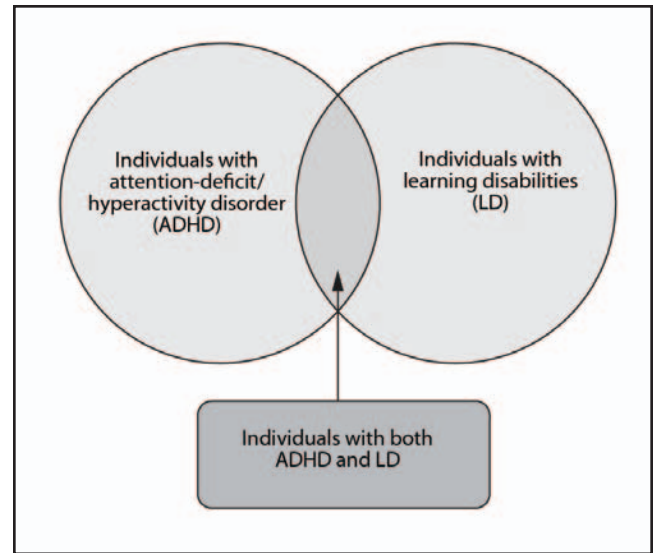 Individuals with
attention-deficit/
hyperactivity disorder
(ADHD)
Individuals with
learning disabilities
(LD)
Individuals with both
ADHD and LD